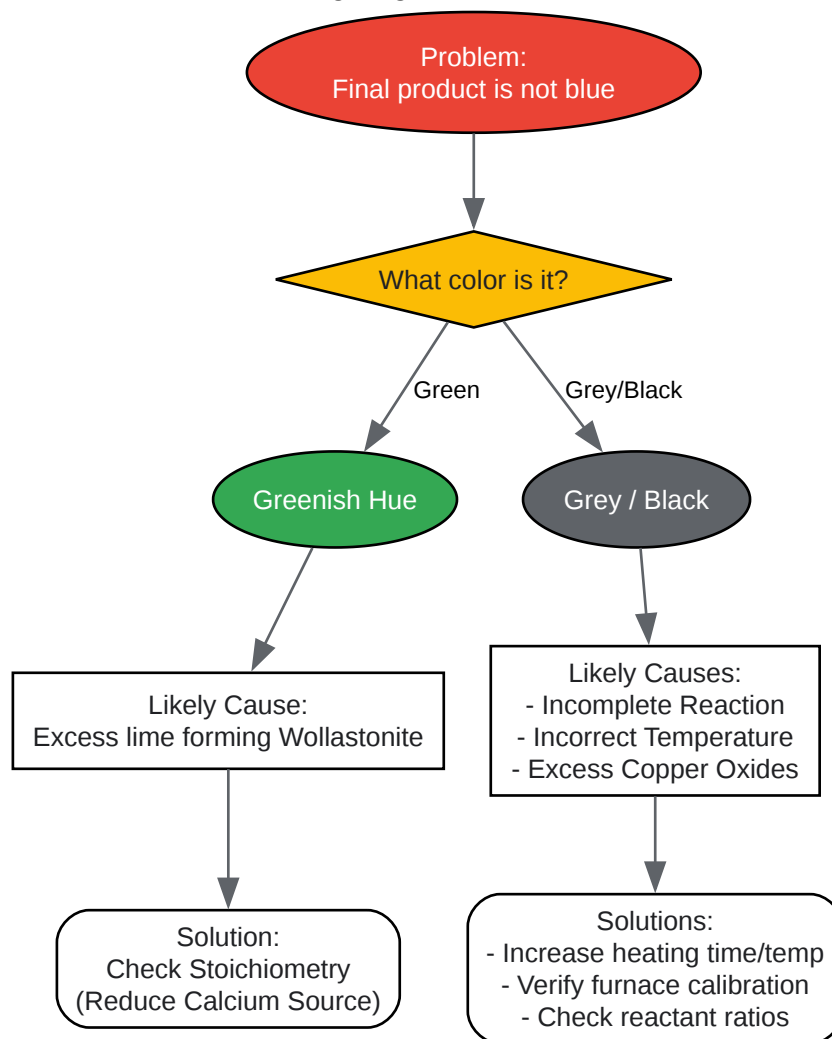 Problem:
Final product is not blue
What color is it?
Green
Grey/Black
Greenish Hue
Grey / Black
Likely Cause:
Excess lime forming Wollastonite
Likely Causes:
- Incomplete Reaction
- Incorrect Temperature
- Excess Copper Oxides
Solution:
Check Stoichiometry
(Reduce Calcium Source)
Solutions:
- Increase heating time/temp
- Verify furnace calibration
- Check reactant ratios